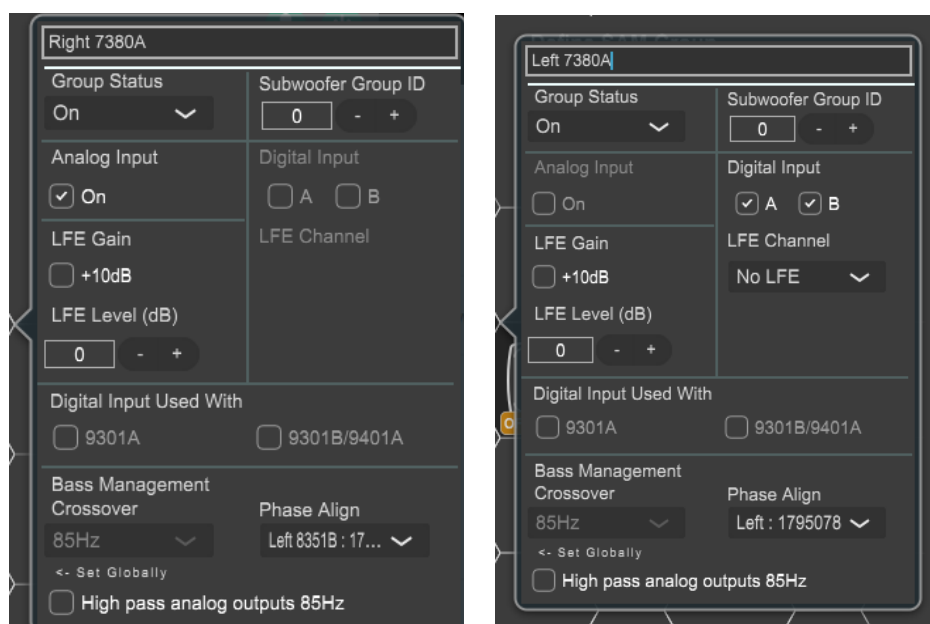 Right 7380A
Group Status
Subwoofer Group ID
On
0 - +
Analog Input
Digital Input
On
A B
LFE Gain
LFE Channel
+10dB
LFE Level (dB)
0 - +
Digital Input Used With
9301A
9301B/9401A
Bass Management
Crossover
Phase Align
85Hz
Left 8351B : 17...
<- Set Globally
High pass analog outputs 85Hz
Left 7380A
Group Status
Subwoofer Group ID
On
0 - +
Analog Input
Digital Input
On
A B
LFE Gain
LFE Channel
+10dB
No LFE
LFE Level (dB)
0 - +
Digital Input Used With
O
9301A
9301B/9401A
Bass Management
Crossover
Phase Align
85Hz
Left : 1795078
<- Set Globally
High pass analog outputs 85Hz